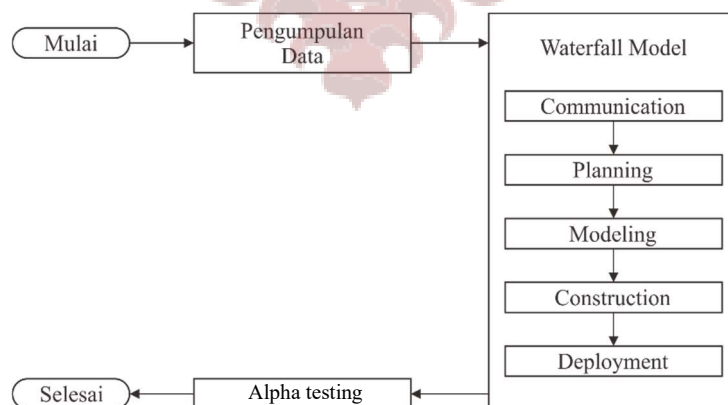 Mulai
Pengumpulan
Data
Waterfall Model
Communication
Planning
Modeling
Construction
Deployment
Alpha testing
Selesai